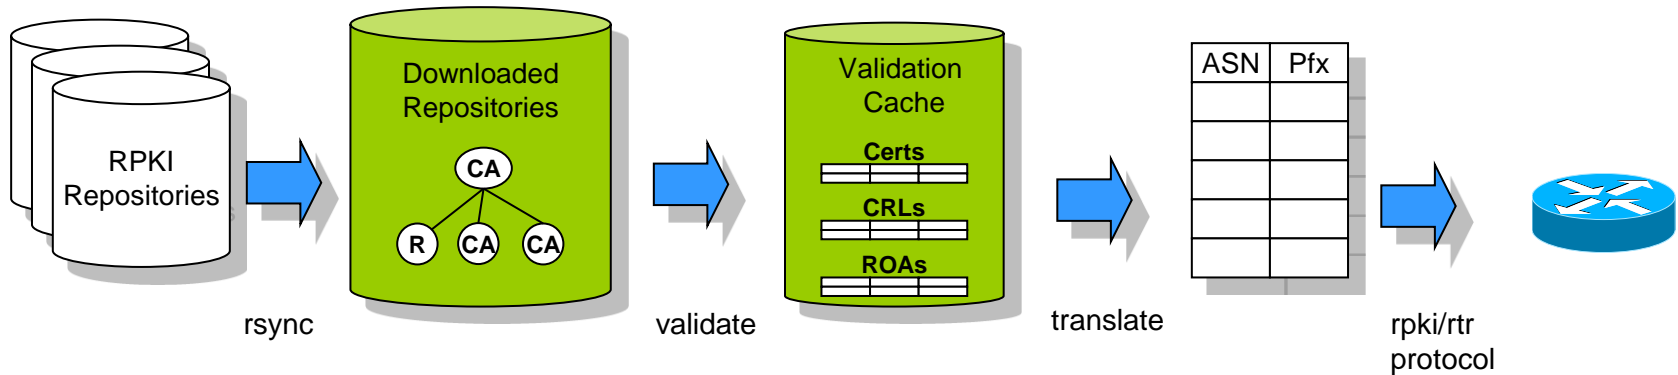 RPKI
Repositories
rsync
Downloaded
Repositories
CA
R
CA
CA
validate
Validation
Cache
Certs
CRLs
ROAs
translate
ASN Pfx
rpki/rtr
protocol